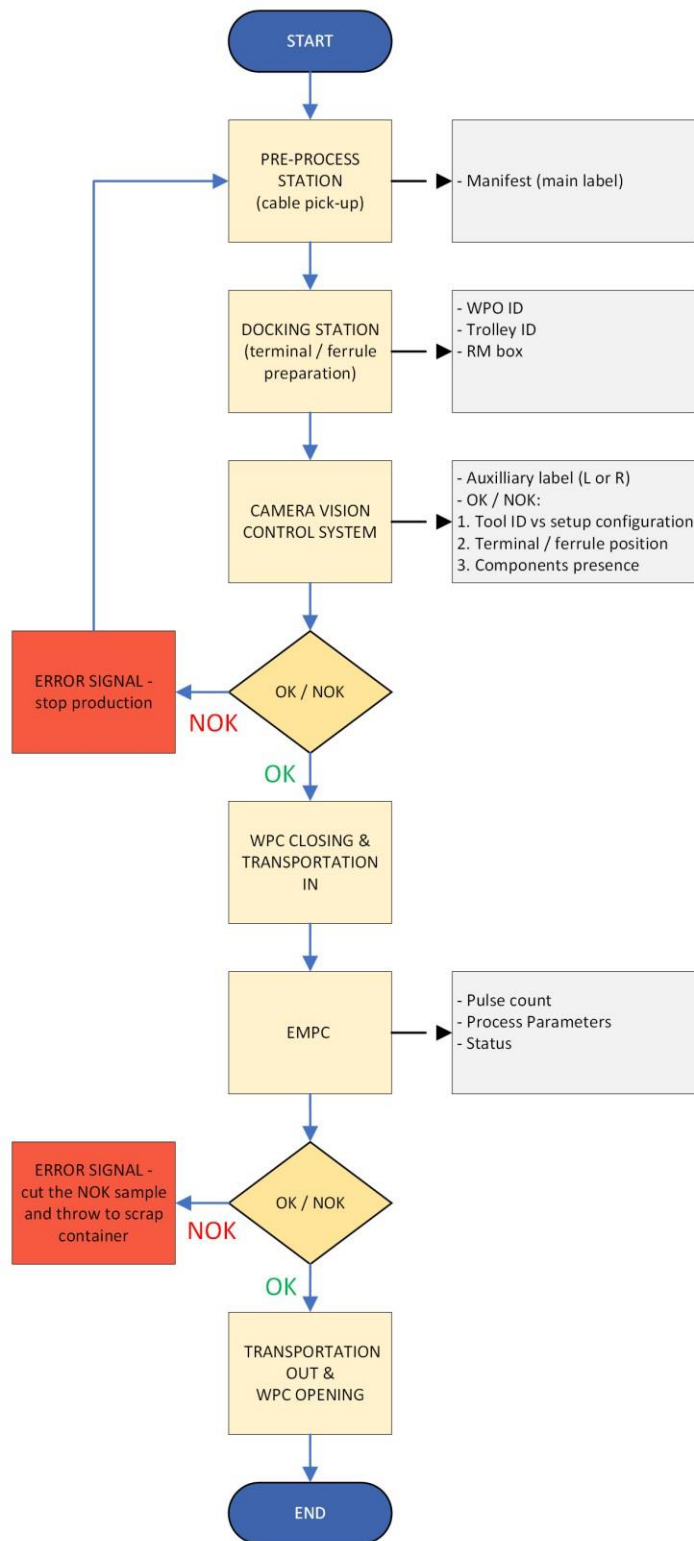 START
PRE-PROCESS
STATION
(cable pick-up)
- Manifest (main label)
DOCKING STATION
(terminal / ferrule
preparation)
- WPO ID
- Trolley ID
- RM box
CAMERA VISION
CONTROL SYSTEM
- Auxilliary label (L or R)
- OK / NOK:
1. Tool ID vs setup configuration
2. Terminal / ferrule position
3. Components presence
ERROR SIGNAL -
stop production
NOK
OK / NOK
OK
WPC CLOSING &
TRANSPORTATION
IN
EMPC
- Pulse count
- Process Parameters
- Status
ERROR SIGNAL -
cut the NOK sample
and throw to scrap
container
NOK
OK / NOK
OK
TRANSPORTATION
OUT &
WPC OPENING
END